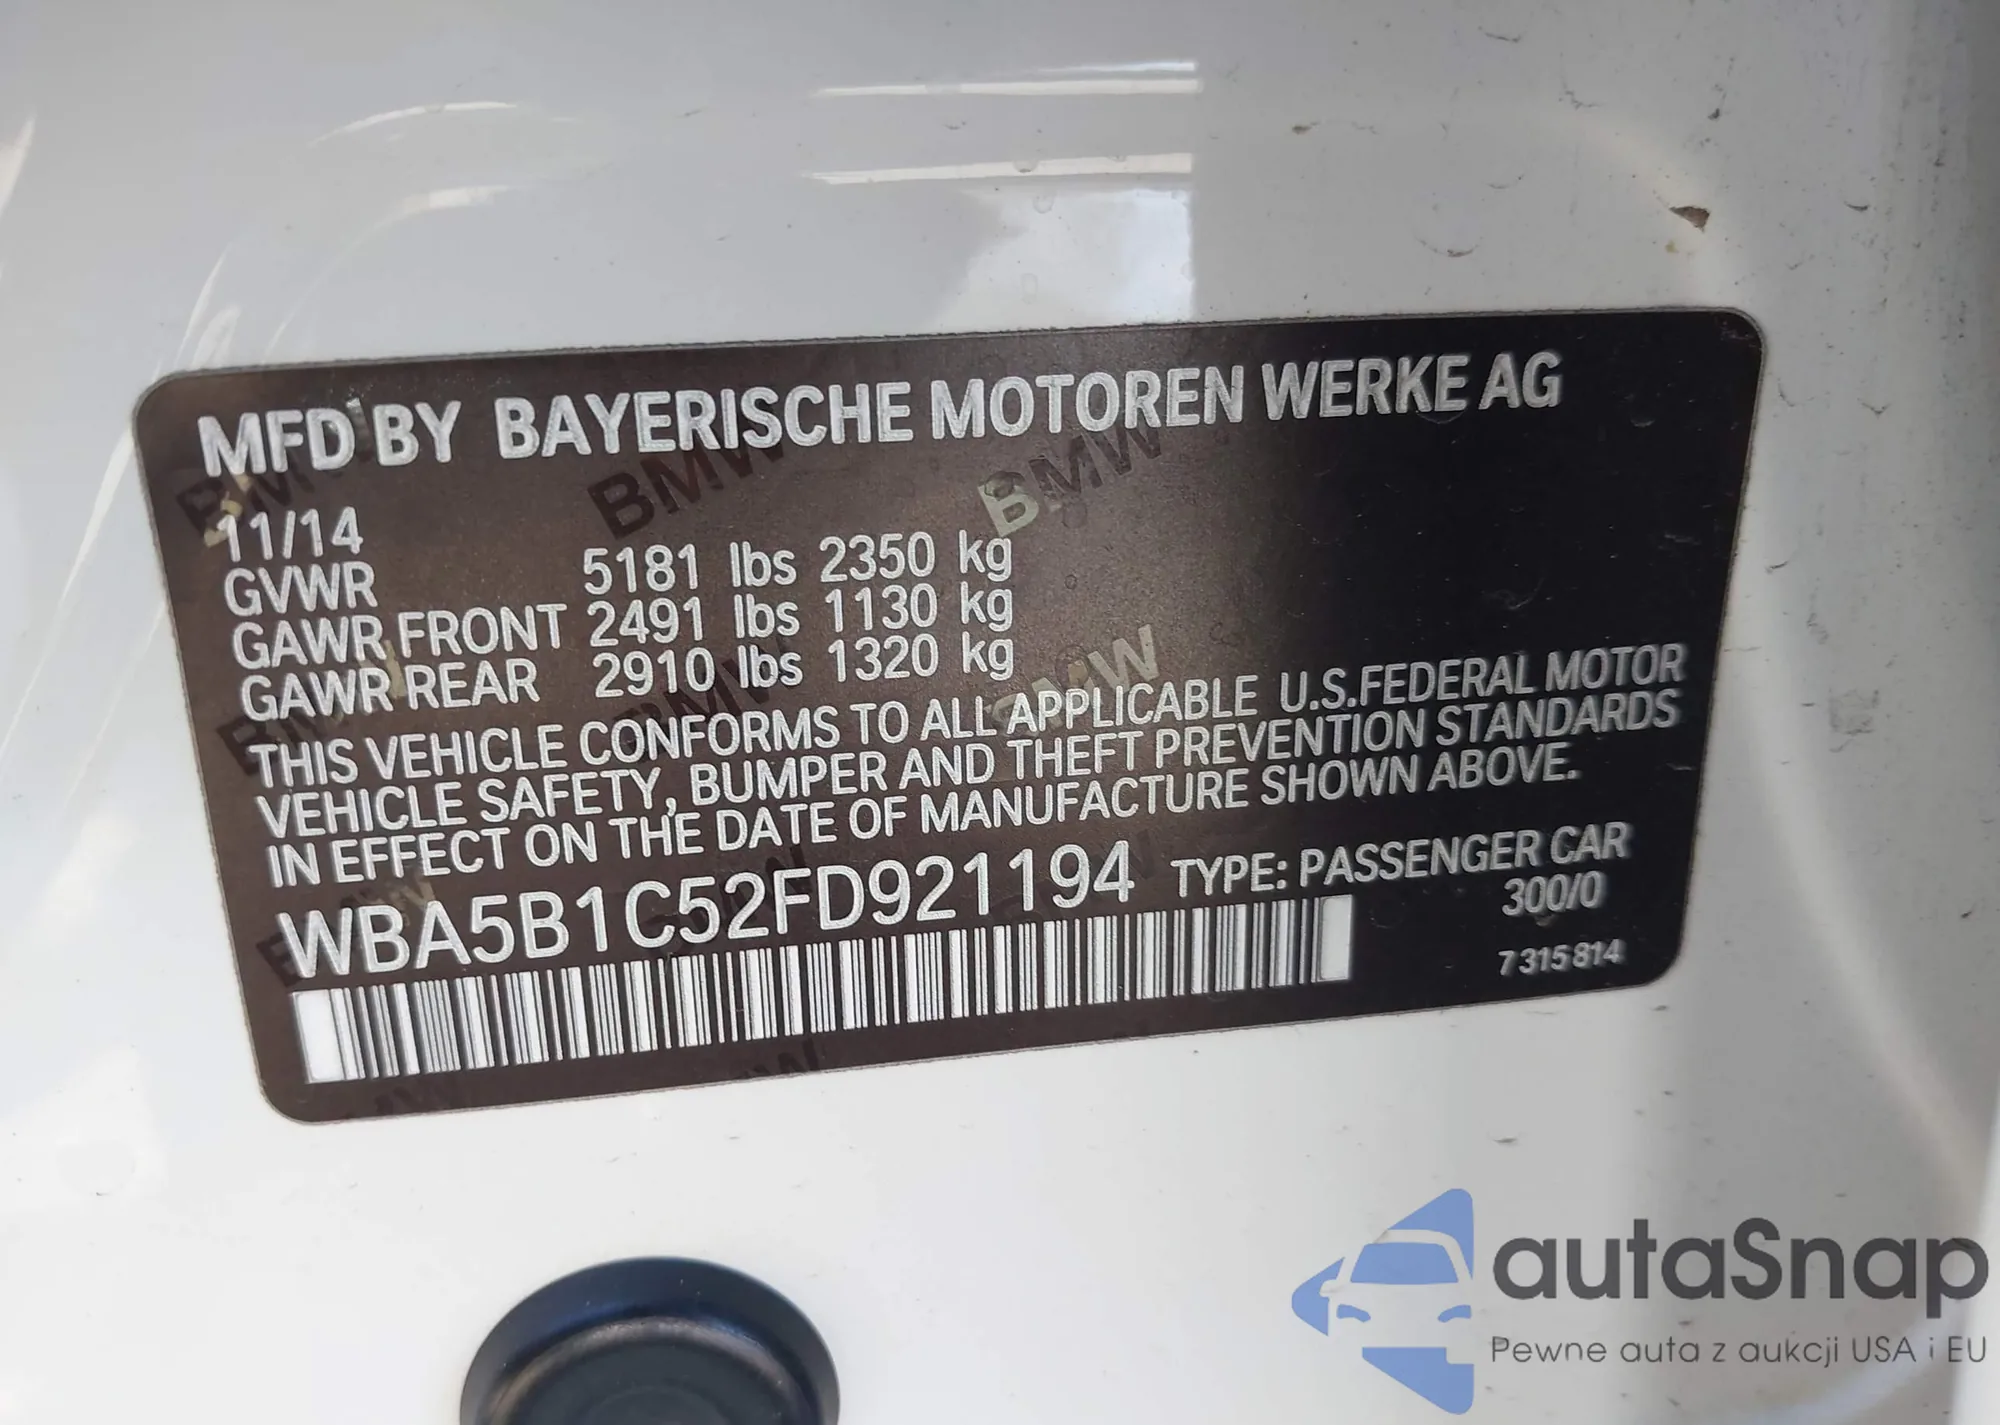 MFD BY BAYERISCHE MOTOREN WERKE AG
11/14
GVWR 5181 lbs 2350 kg
GAWR FRONT 2491 lbs 1130 kg
GAWR REAR 2910 lbs 1320 kg
THIS VEHICLE CONFORMS TO ALL APPLICABLE U.S.FEDERAL MOTOR
VEHICLE SAFETY, BUMPER AND THEFT PREVENTION STANDARDS
IN EFFECT ON THE DATE OF MANUFACTURE SHOWN ABOVE.
WBA5B1C52FD921194 TYPE: PASSENGER CAR
300/0
7 315 814
autaSnap
Pewne auta z aukcji USA i EU